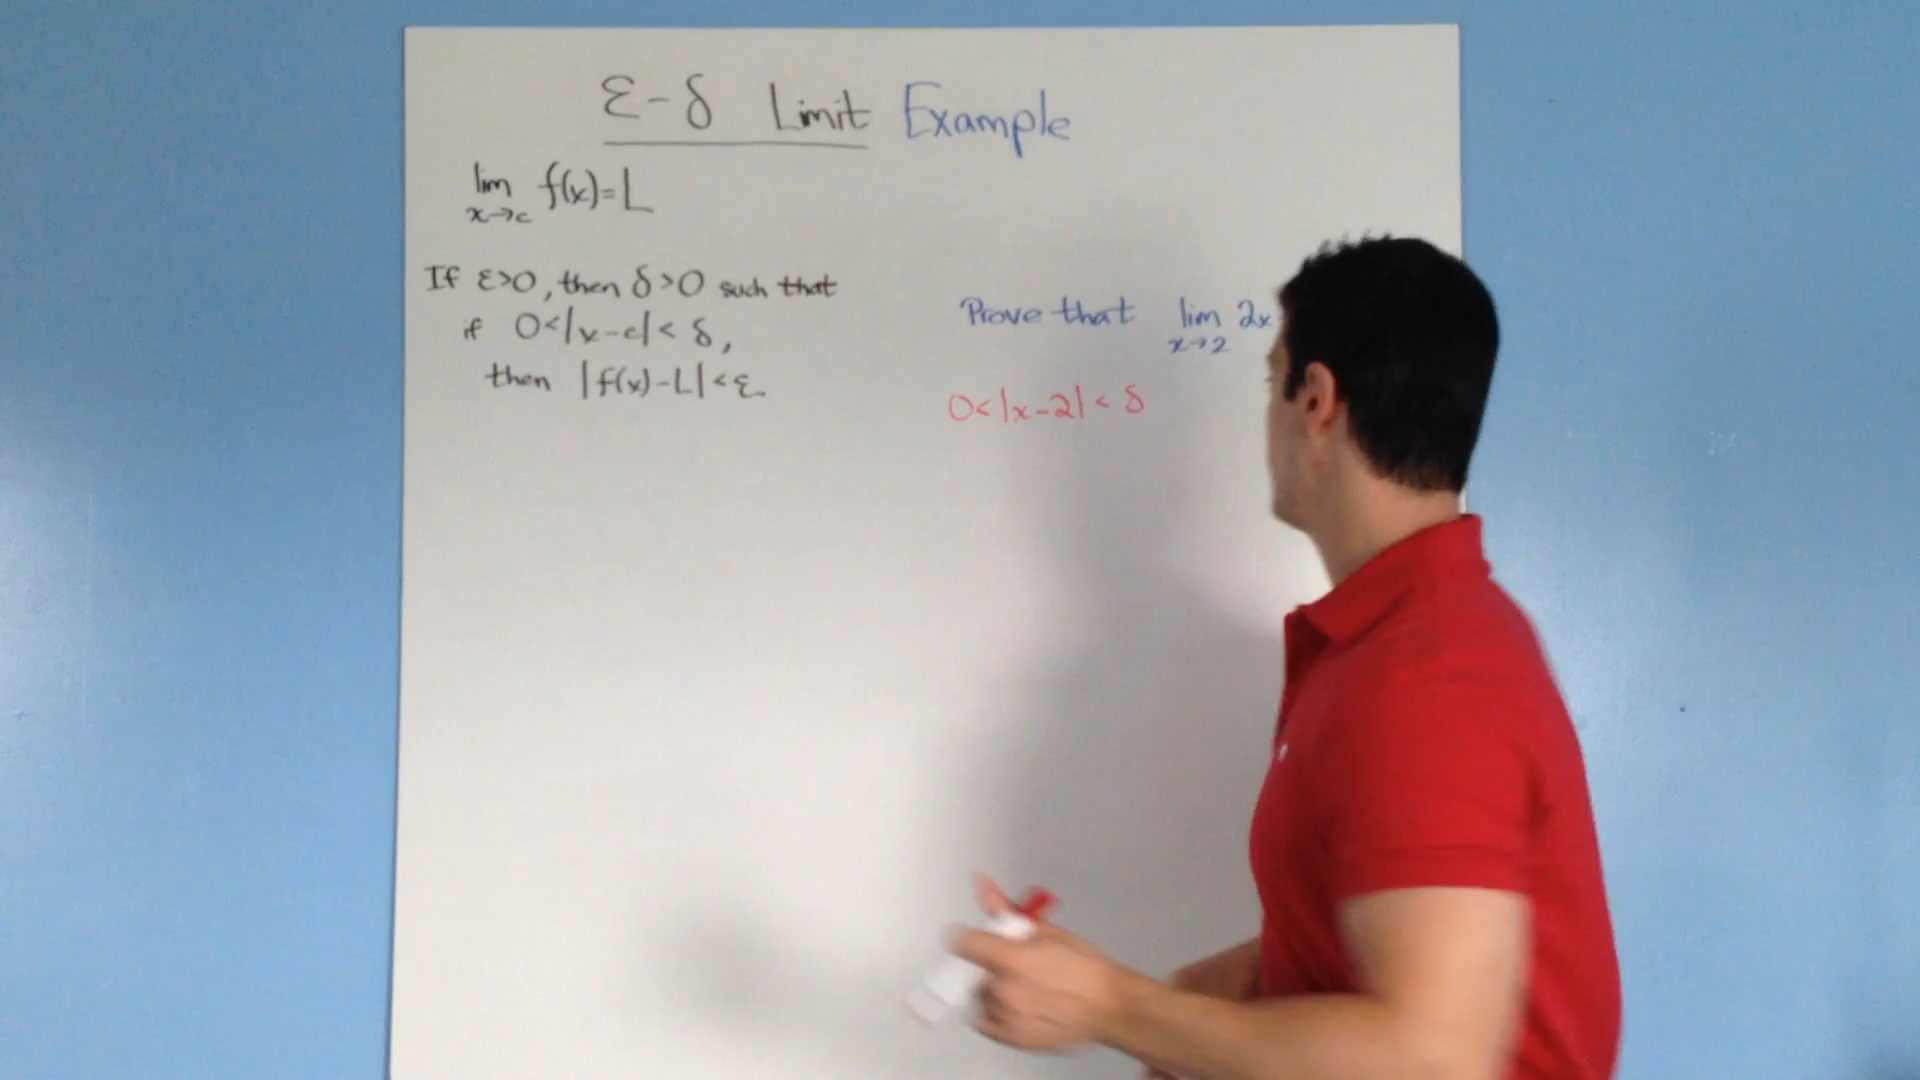 ε-δ Limit Example
lim x→c f(x)=L
If ε>0, then δ>0 such that
if 0<|x-c|< δ,
then |f(x)-L|<ε
Prove that lim x→2 2x
0<|x-2|< δ